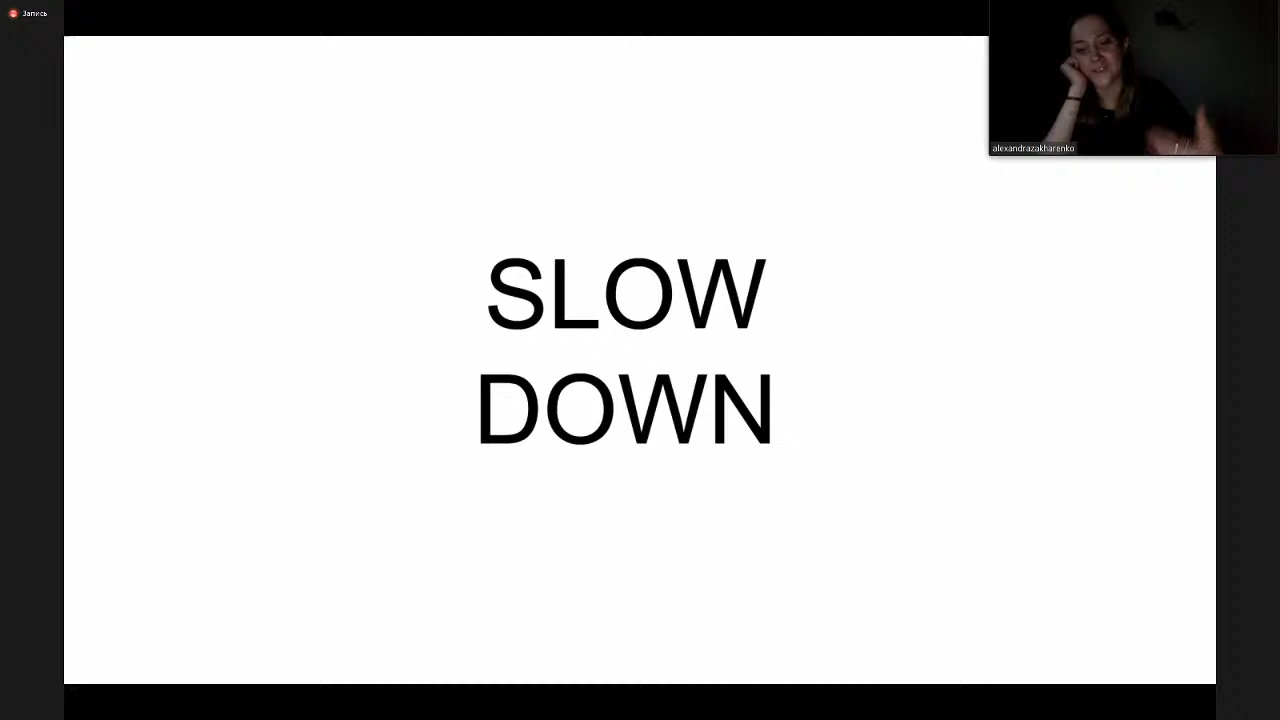 Запись
alexandrazakharenko
SLOW
DOWN